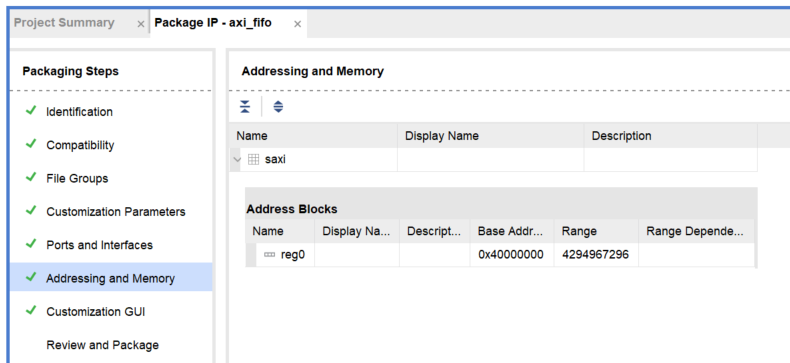 Project Summary × Package IP - axi_fifo ×
Packaging Steps
Identification
Compatibility
File Groups
Customization Parameters
Ports and Interfaces
Addressing and Memory
Customization GUI
Review and Package
Addressing and Memory
Name Display Name Description
saxi
Address Blocks
Name Display Na... Descript... Base Addr... Range Range Depende...
reg0 0x40000000 4294967296